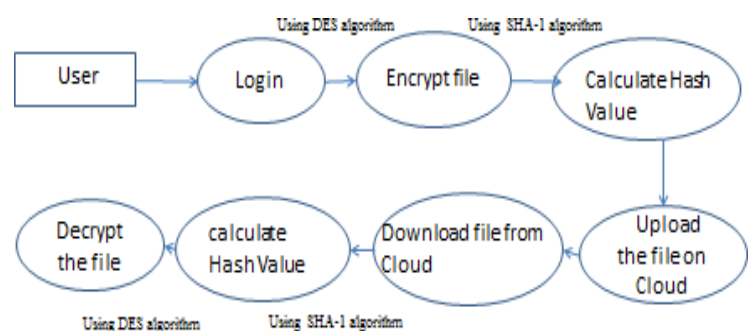 Using DES algorithm
Using SHA-1 algorithm
User
Login
Encrypt file
Calculate Hash
Value
Upload
the file on
Cloud
Download file from
Cloud
calculate
Hash Value
Decrypt
the file
Using DES algorithm
Using SHA-1 algorithm